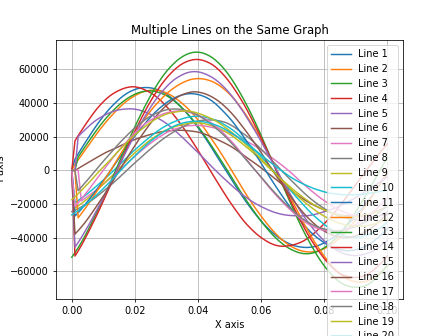 Multiple Lines on the Same Graph
60000
40000
20000
0
−20000
−40000
−60000
0.00
0.02
0.04
0.06
X axis
axis
Line 1
Line 2
Line 3
Line 4
Line 5
Line 6
Line 7
Line 8
Line 9
Line 10
Line 11
Line 12
Line 13
Line 14
Line 15
Line 16
Line 17
Line 18
Line 19
Line 20